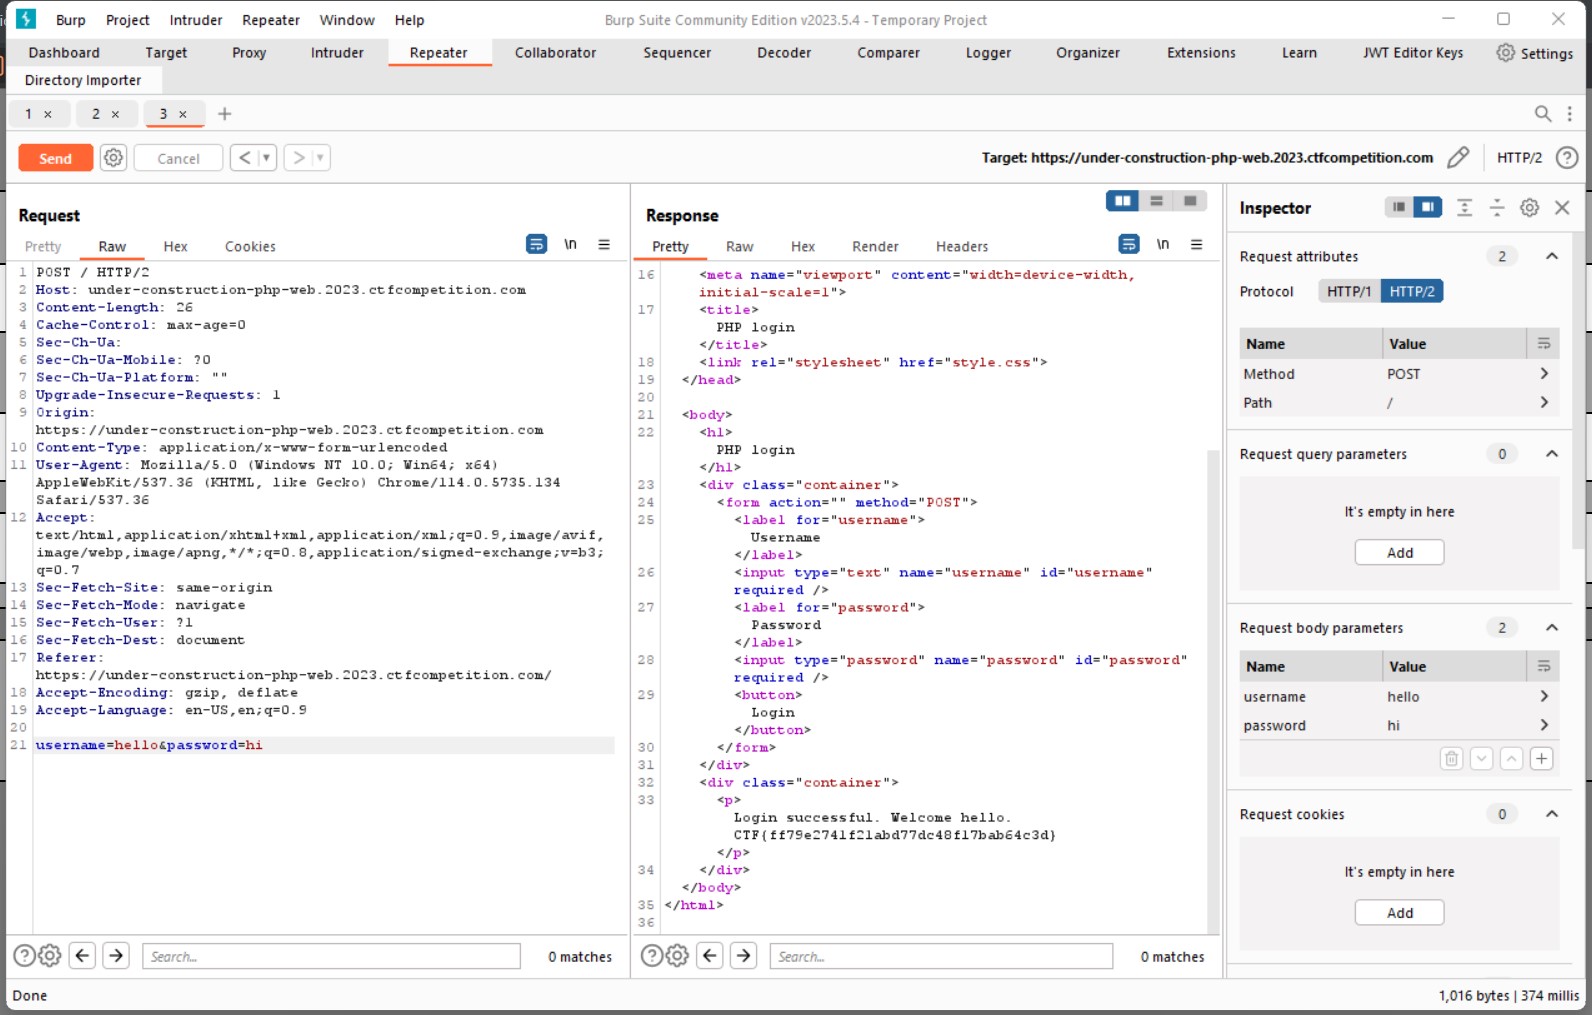 Burp Project Intruder Repeater Window Help Burp Suite Community Edition v2023.5.4 - Temporary Project
Dashboard Target Proxy Intruder Repeater Collaborator Sequencer Decoder Comparer Logger Organizer Extensions Learn JWT Editor Keys Settings
Directory Importer
1 × 2 × 3 × +
Send Cancel < > Target: https://under-construction-php-web.2023.ctfcompetition.com HTTP/2 ?
Request
Pretty Raw Hex Cookies \n
1 POST / HTTP/2
2 Host: under-construction-php-web.2023.ctfcompetition.com
3 Content-Length: 26
4 Cache-Control: max-age=0
5 Sec-Ch-Ua:
6 Sec-Ch-Ua-Mobile: ?0
7 Sec-Ch-Ua-Platform: ""
8 Upgrade-Insecure-Requests: 1
9 Origin:
https://under-construction-php-web.2023.ctfcompetition.com
10 Content-Type: application/x-www-form-urlencoded
11 User-Agent: Mozilla/5.0 (Windows NT 10.0; Win64; x64)
AppleWebKit/537.36 (KHTML, like Gecko) Chrome/114.0.5735.134
Safari/537.36
12 Accept:
text/html,application/xhtml+xml,application/xml;q=0.9,image/avif,
image/webp,image/apng,*/*;q=0.8,application/signed-exchange;v=b3;
q=0.7
13 Sec-Fetch-Site: same-origin
14 Sec-Fetch-Mode: navigate
15 Sec-Fetch-User: ?1
16 Sec-Fetch-Dest: document
17 Referer:
https://under-construction-php-web.2023.ctfcompetition.com/
18 Accept-Encoding: gzip, deflate
19 Accept-Language: en-US,en;q=0.9
20
21 username=hello&password=hi
? Search... 0 matches
Response
Pretty Raw Hex Render Headers \n
16 <meta name="viewport" content="width=device-width,
initial-scale=1">
17 <title>
PHP login
</title>
18 <link rel="stylesheet" href="style.css">
19 </head>
20
21 <body>
22 <h1>
PHP login
</h1>
23 <div class="container">
24 <form action="" method="POST">
25 <label for="username">
Username
</label>
26 <input type="text" name="username" id="username"
required />
27 <label for="password">
Password
</label>
28 <input type="password" name="password" id="password"
required />
29 <button>
Login
</button>
30 </form>
31 </div>
32 <div class="container">
33 <p>
Login successful. Welcome hello.
CTF{ff79e2741f21abd77dc48f17bab64c3d}
</p>
34 </div>
</body>
35 </html>
36
? Search... 0 matches
Inspector
Request attributes 2
Protocol HTTP/1 HTTP/2
Name Value
Method POST
Path /
Request query parameters 0
It's empty in here
Add
Request body parameters 2
Name Value
username hello
password hi
Request cookies 0
It's empty in here
Add
Done 1,016 bytes | 374 millis